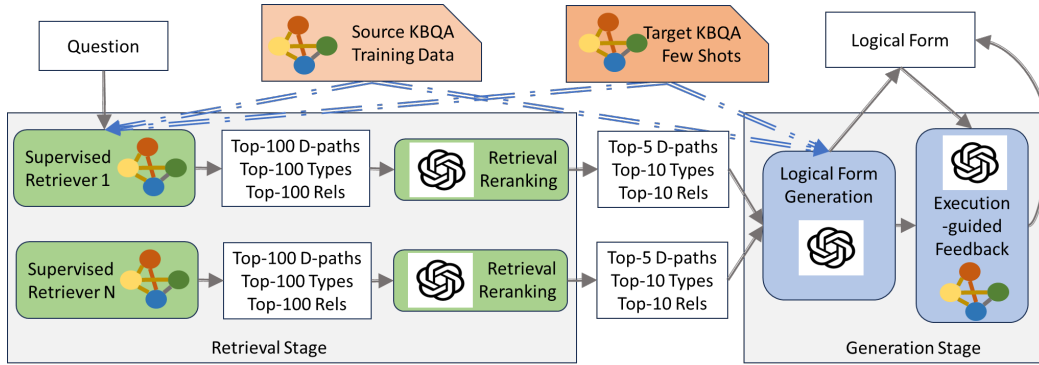 Question
Source KBQA
Training Data
Target KBQA
Few Shots
Logical Form
Supervised
Retriever 1
Top-100 D-paths
Top-100 Types
Top-100 Rels
Retrieval
Reranking
Top-5 D-paths
Top-10 Types
Top-10 Rels
Logical Form
Generation
Execution
-guided
Feedback
Supervised
Retriever N
Top-100 D-paths
Top-100 Types
Top-100 Rels
Retrieval
Reranking
Top-5 D-paths
Top-10 Types
Top-10 Rels
Retrieval Stage
Generation Stage